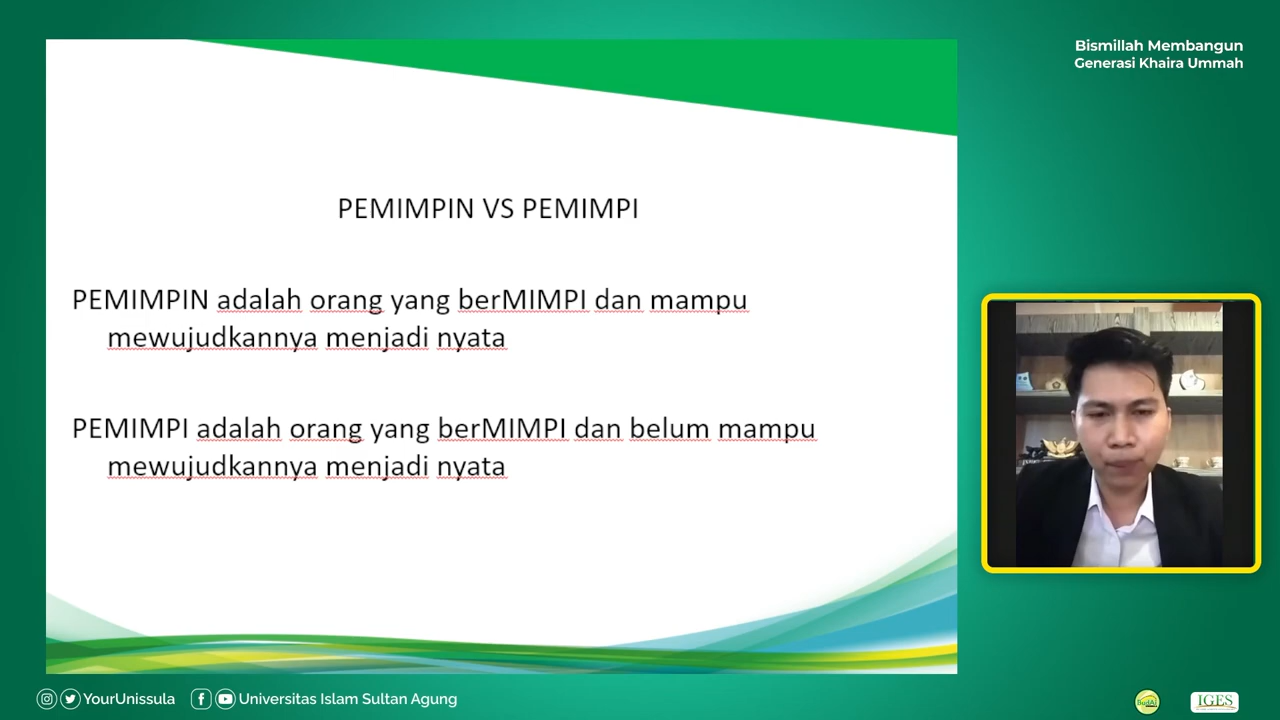 Bismillah Membangun
Generasi Khaira Ummah
PEMIMPIN VS PEMIMPI
PEMIMPIN adalah orang yang berMIMPI dan mampu
mewujudkannya menjadi nyata
PEMIMPI adalah orang yang berMIMPI dan belum mampu
mewujudkannya menjadi nyata
YourUnissula
Universitas Islam Sultan Agung
BudAI
IGES